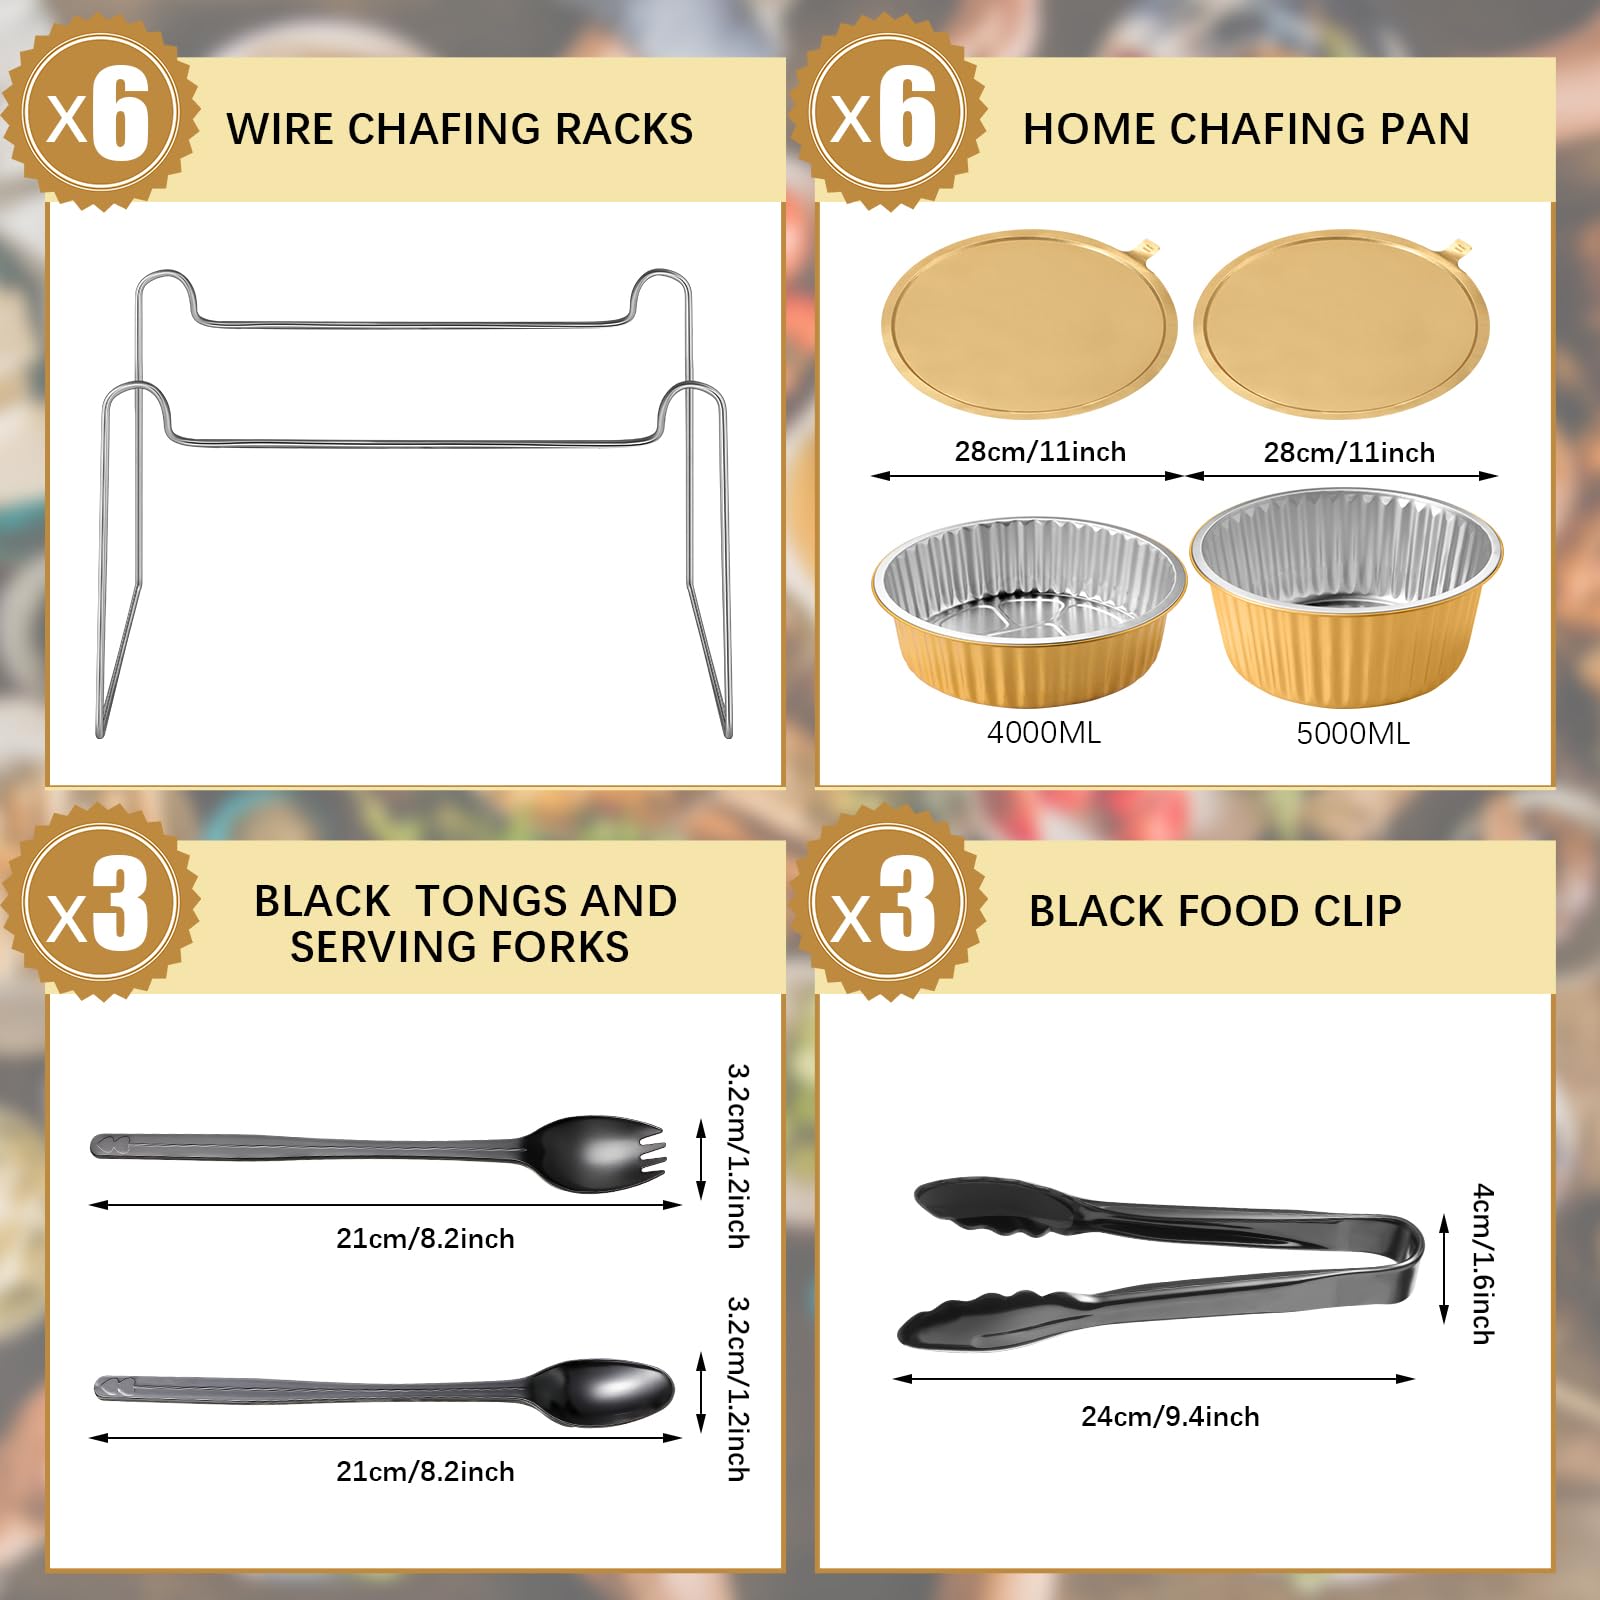 x6
WIRE CHAFING RACKS
x6
HOME CHAFING PAN
28cm/11inch
28cm/11inch
4000ML
5000ML
x3
BLACK TONGS AND
SERVING FORKS
3.2cm/1.2inch
21cm/8.2inch
3.2cm/1.2inch
21cm/8.2inch
x3
BLACK FOOD CLIP
4cm/1.6inch
24cm/9.4inch